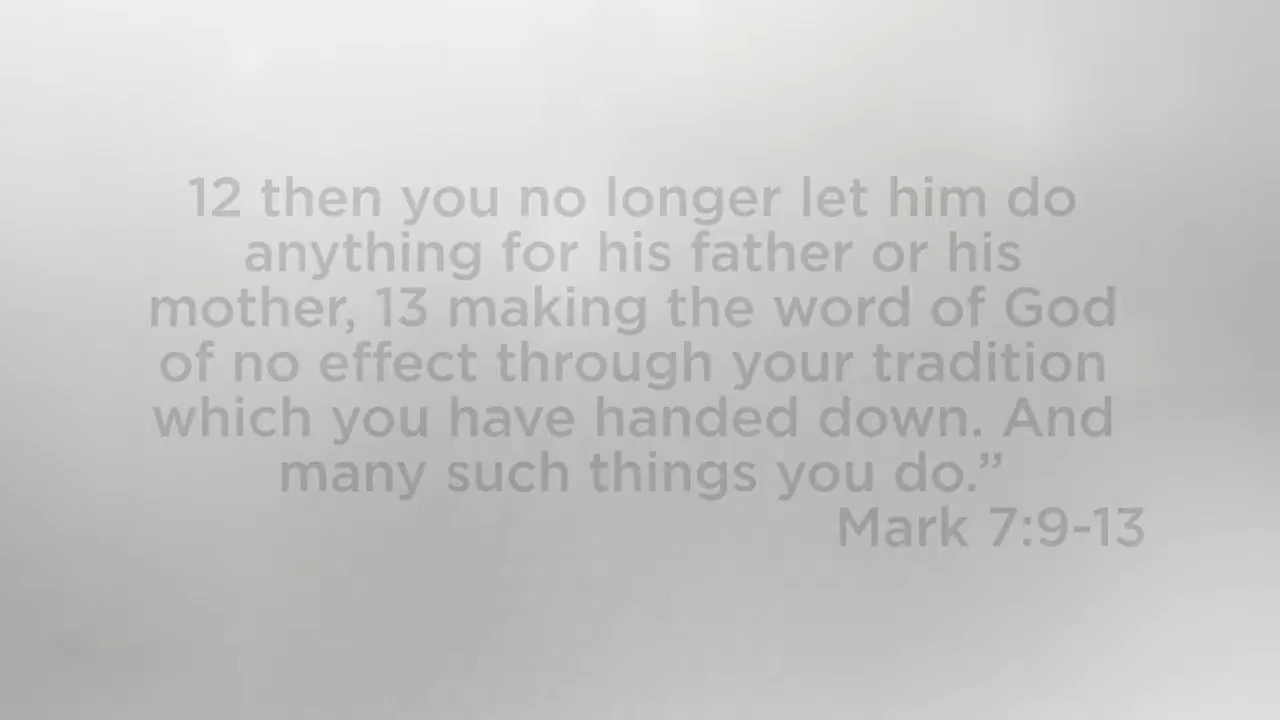 12 then you no longer let him do
anything for his father or his
mother, 13 making the word of God
of no effect through your tradition
which you have handed down. And
many such things you do.”
Mark 7:9-13